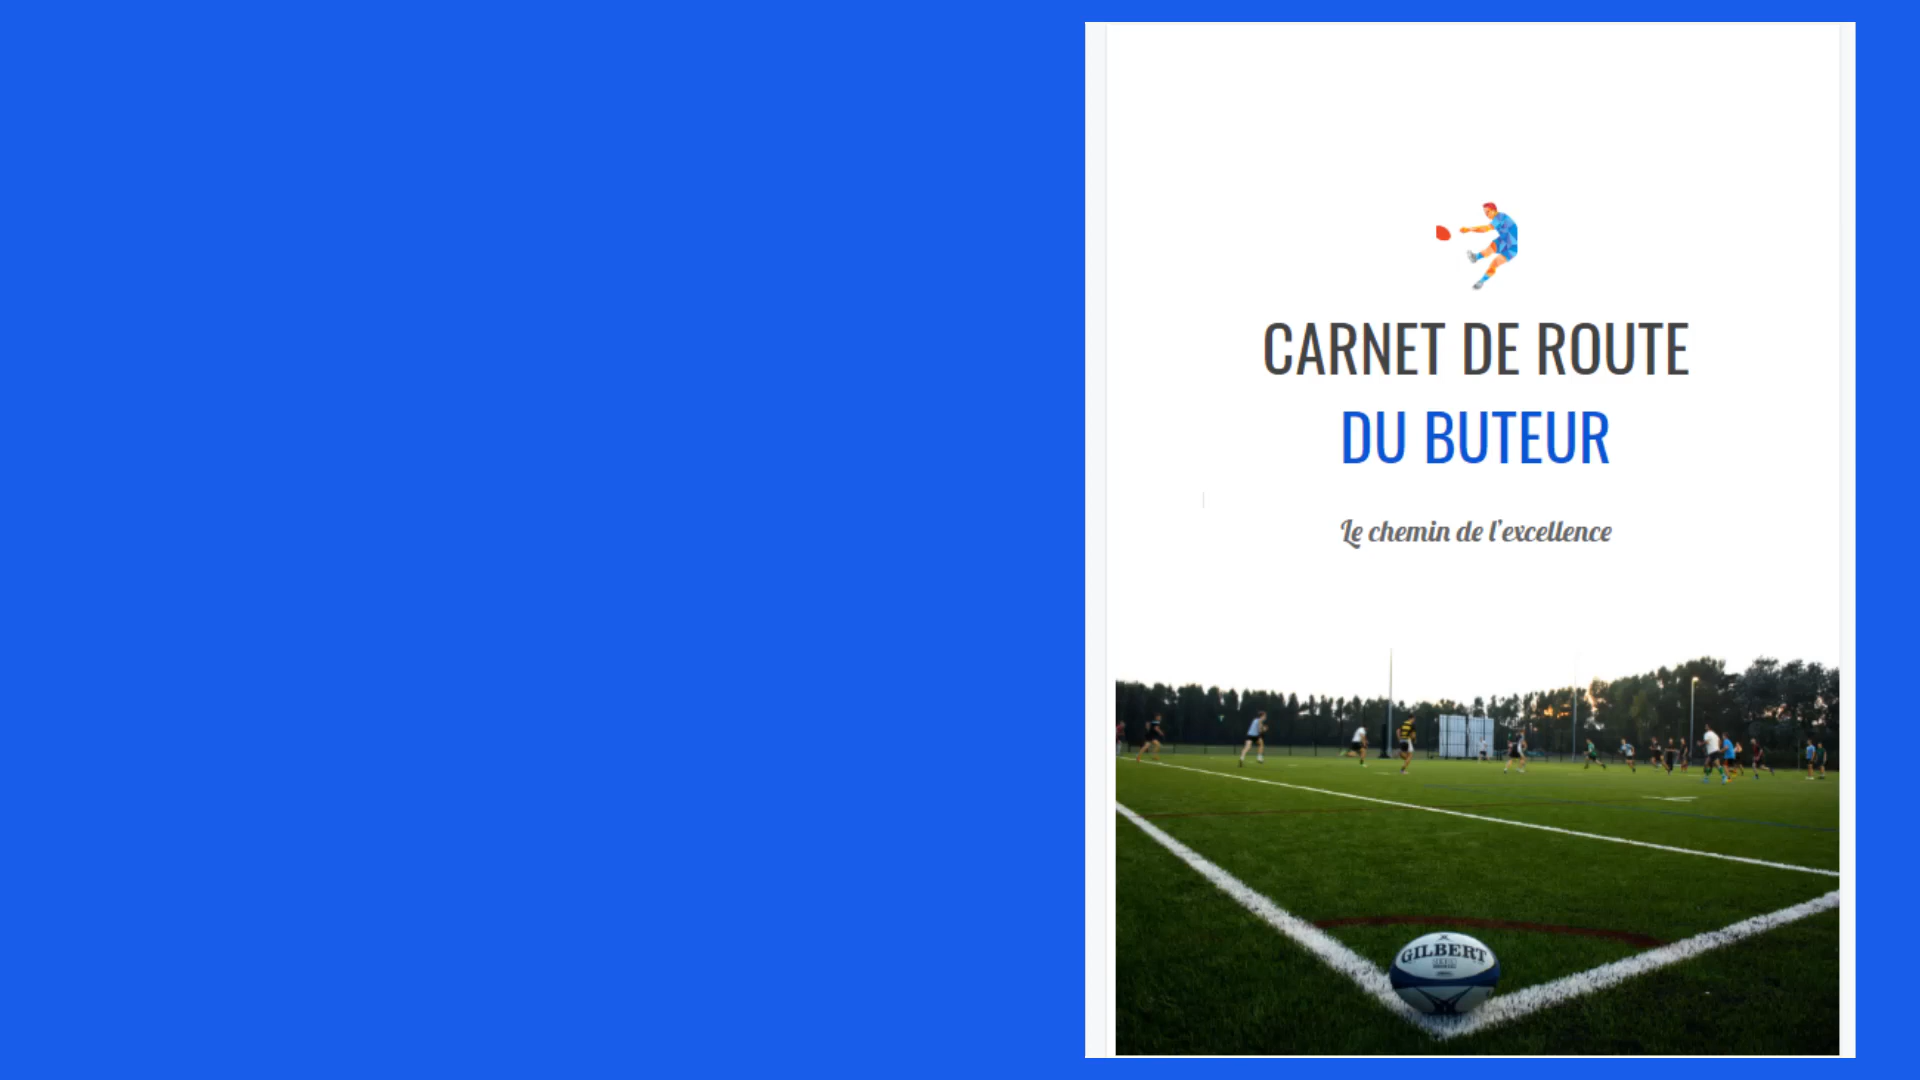 CARNET DE ROUTE
DU BUTEUR
Le chemin de l'excellence
GILBERT